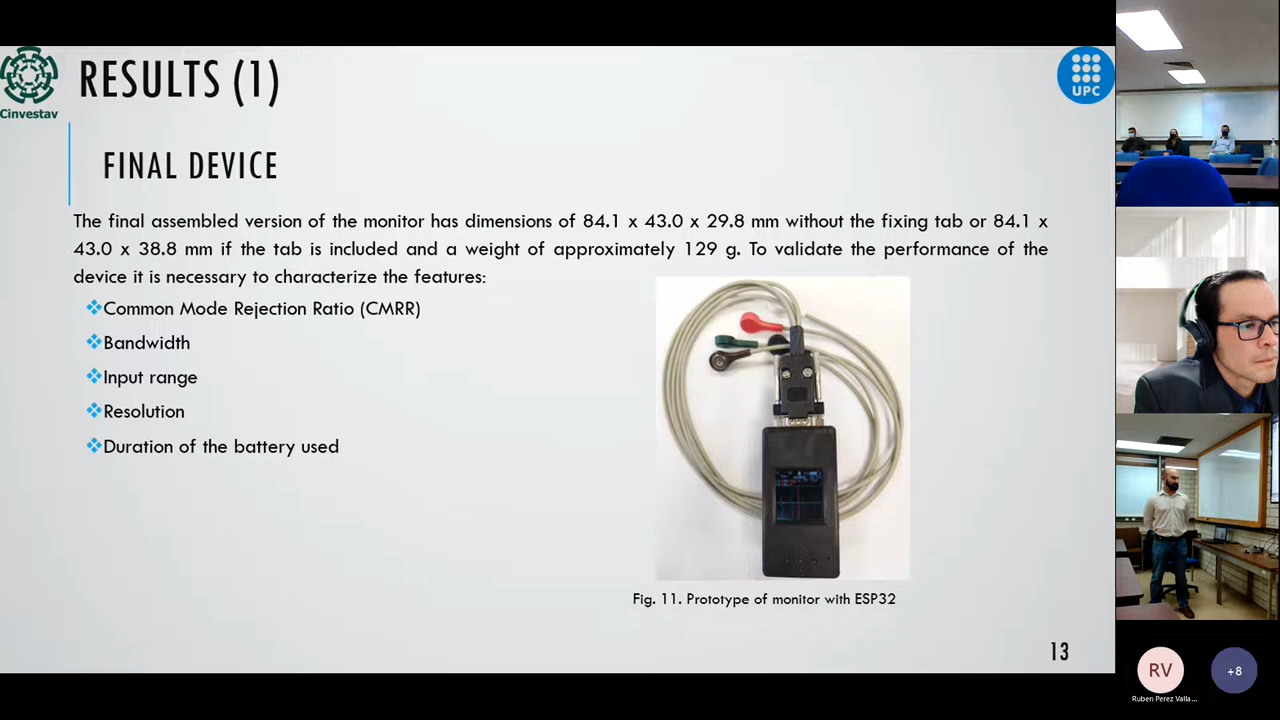 Cinvestav
RESULTS (1)
UPC
FINAL DEVICE
The final assembled version of the monitor has dimensions of 84.1 x 43.0 x 29.8 mm without the fixing tab or 84.1 x
43.0 x 38.8 mm if the tab is included and a weight of approximately 129 g. To validate the performance of the
device it is necessary to characterize the features:
❖Common Mode Rejection Ratio (CMRR)
❖Bandwidth
❖Input range
❖Resolution
❖Duration of the battery used
Fig. 11. Prototype of monitor with ESP32
13
RV
+8
Ruben Perez Valla...